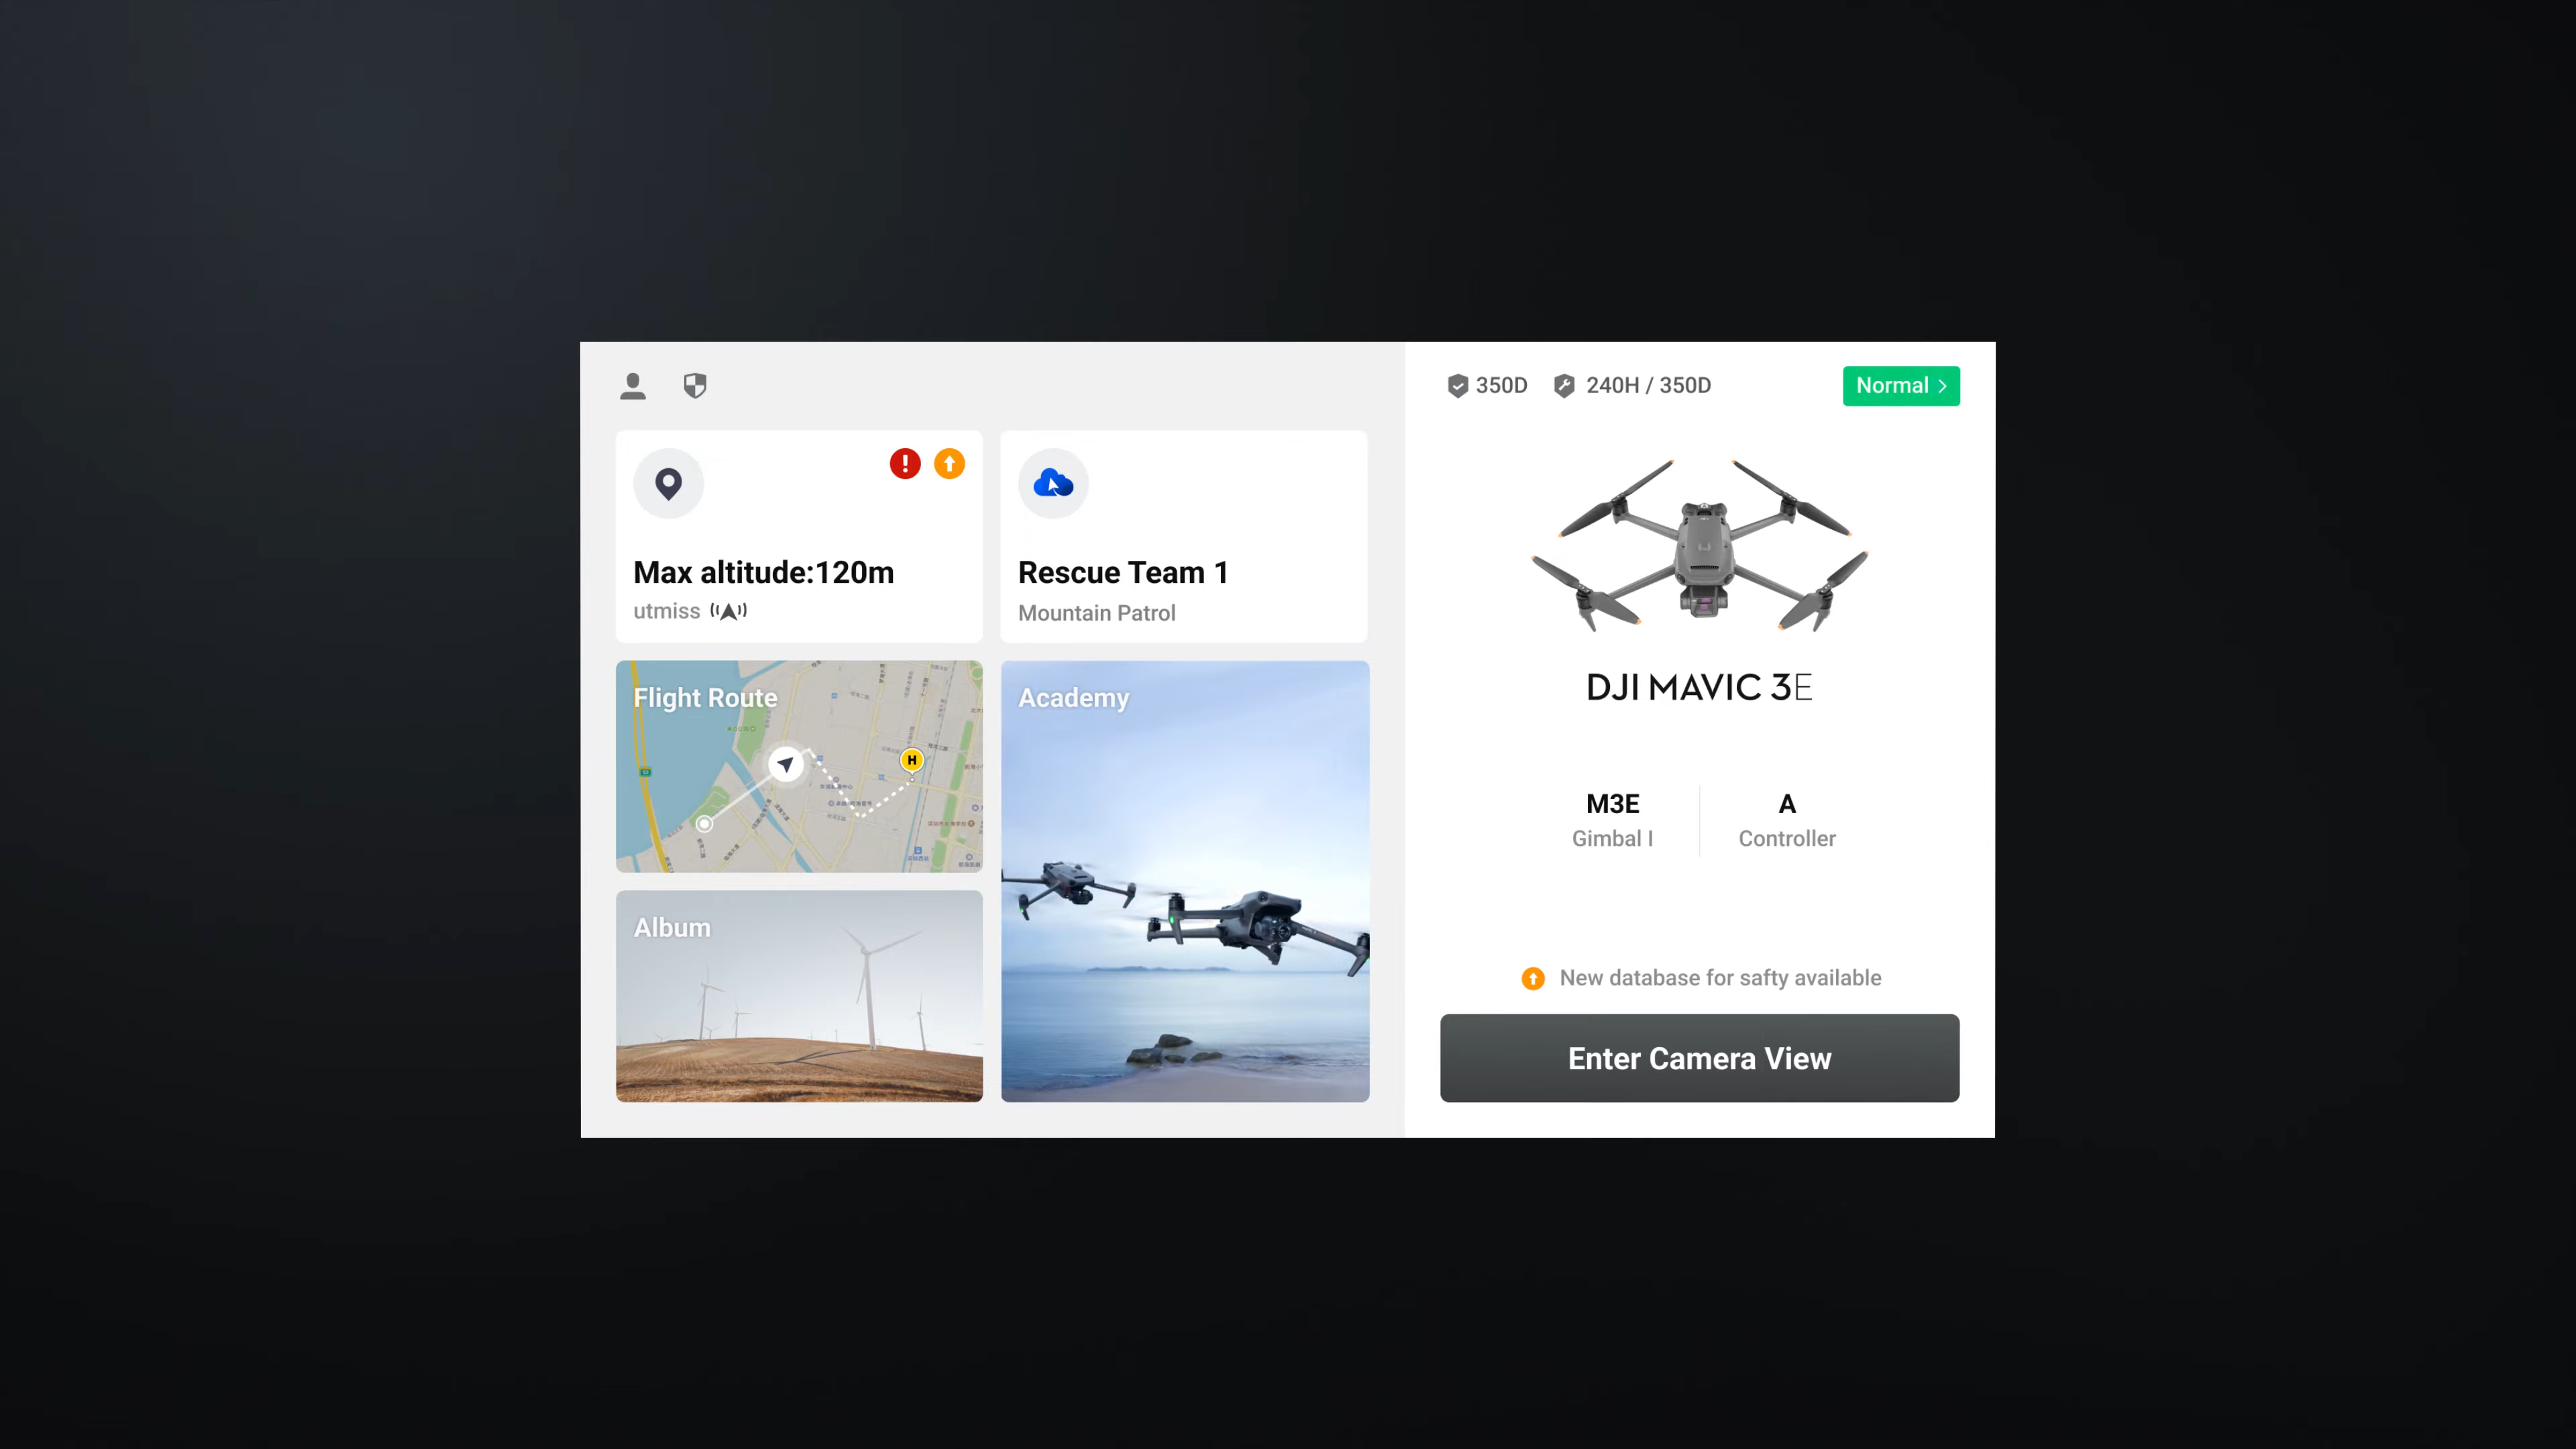 350D
240H / 350D
Normal
Max altitude:120m
utmiss
Rescue Team 1
Mountain Patrol
Flight Route
H
Academy
Album
DJI MAVIC 3E
M3E
Gimbal I
A
Controller
New database for safty available
Enter Camera View